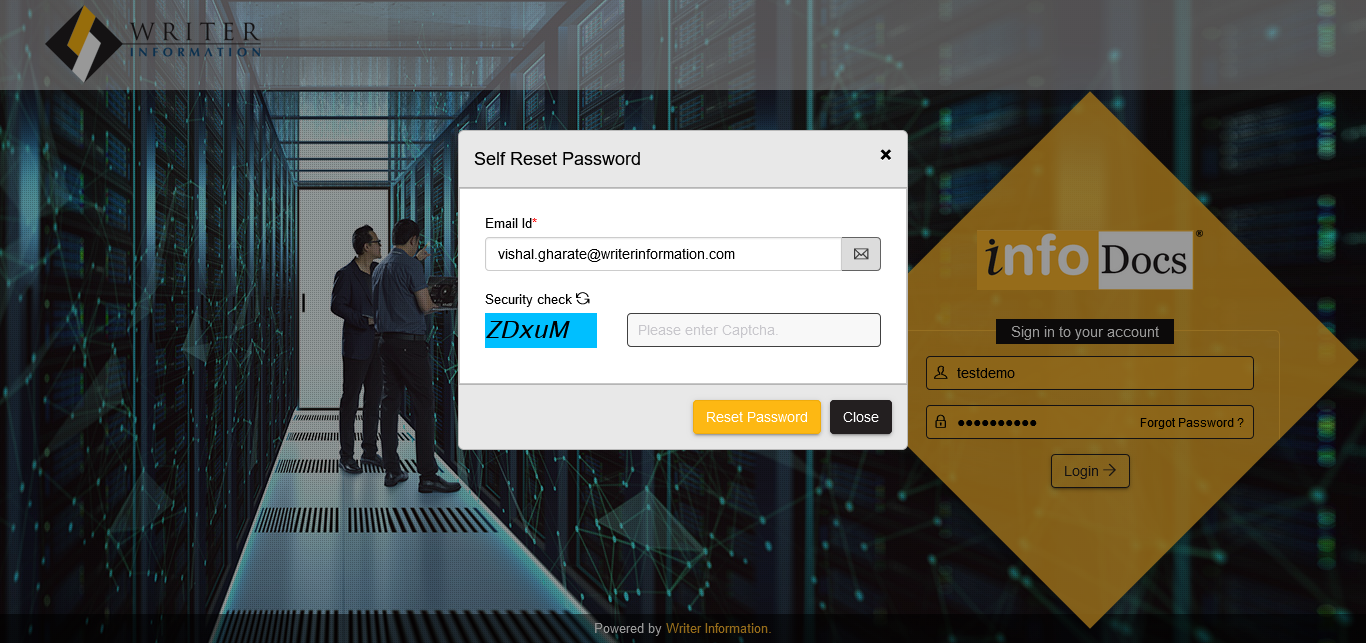 WRITER
INFORMATION
Self Reset Password
Email Id*
vishal.gharate@writerinformation.com
Security check
ZDxuM
Please enter Captcha.
Reset Password
Close
info Docs®
Sign in to your account
testdemo
Forgot Password ?
Login
Powered by Writer Information.